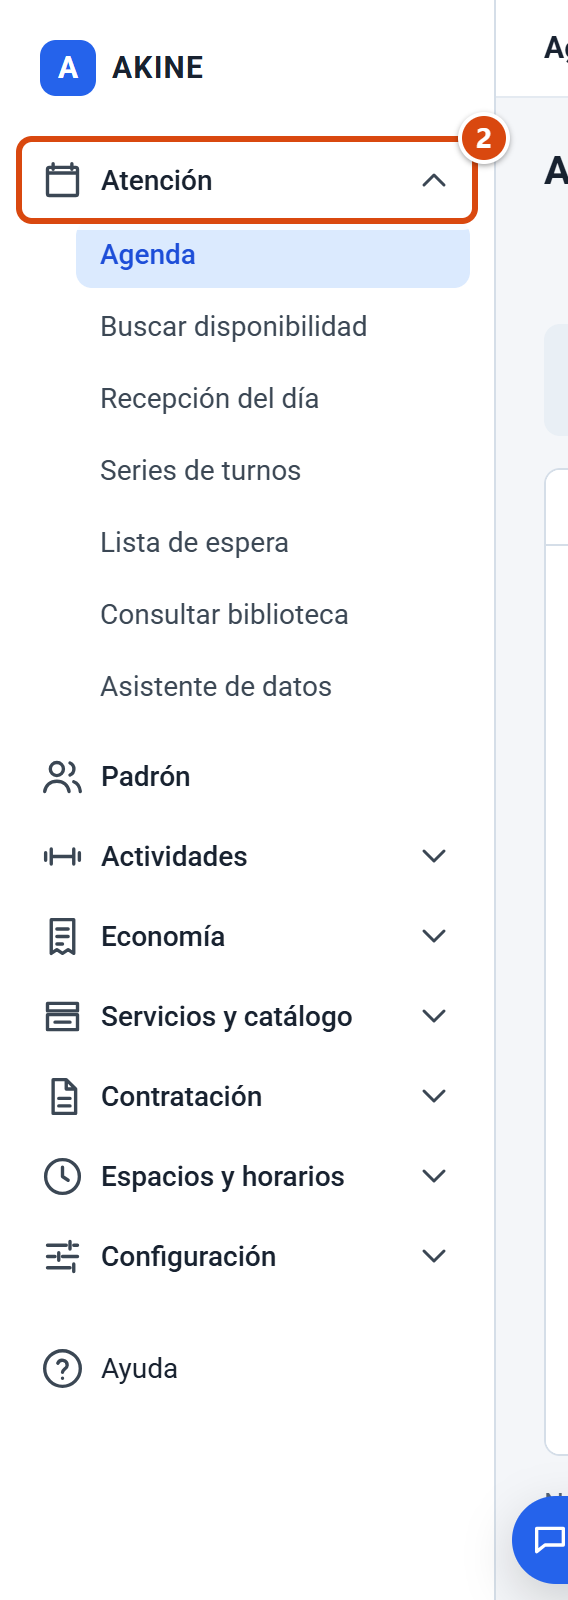 A AKINE
2
Atención
Agenda
Buscar disponibilidad
Recepción del día
Series de turnos
Lista de espera
Consultar biblioteca
Asistente de datos
Padrón
Actividades
Economía
Servicios y catálogo
Contratación
Espacios y horarios
Configuración
Ayuda